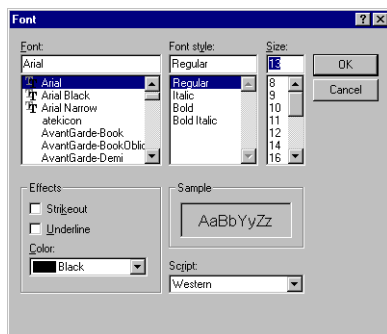 Font
Font: Font style: Size:
Arial Regular 13 OK
Arial Regular 8 Cancel
Arial Black Italic 9
Arial Narrow Bold 10
atekicon Bold Italic 11
AvantGarde-Book 12
AvantGarde-BookObliq 14
AvantGarde-Demi 16
Effects Sample
Strikeout
Underline AaBbYyZz
Color:
Black
Script:
Western